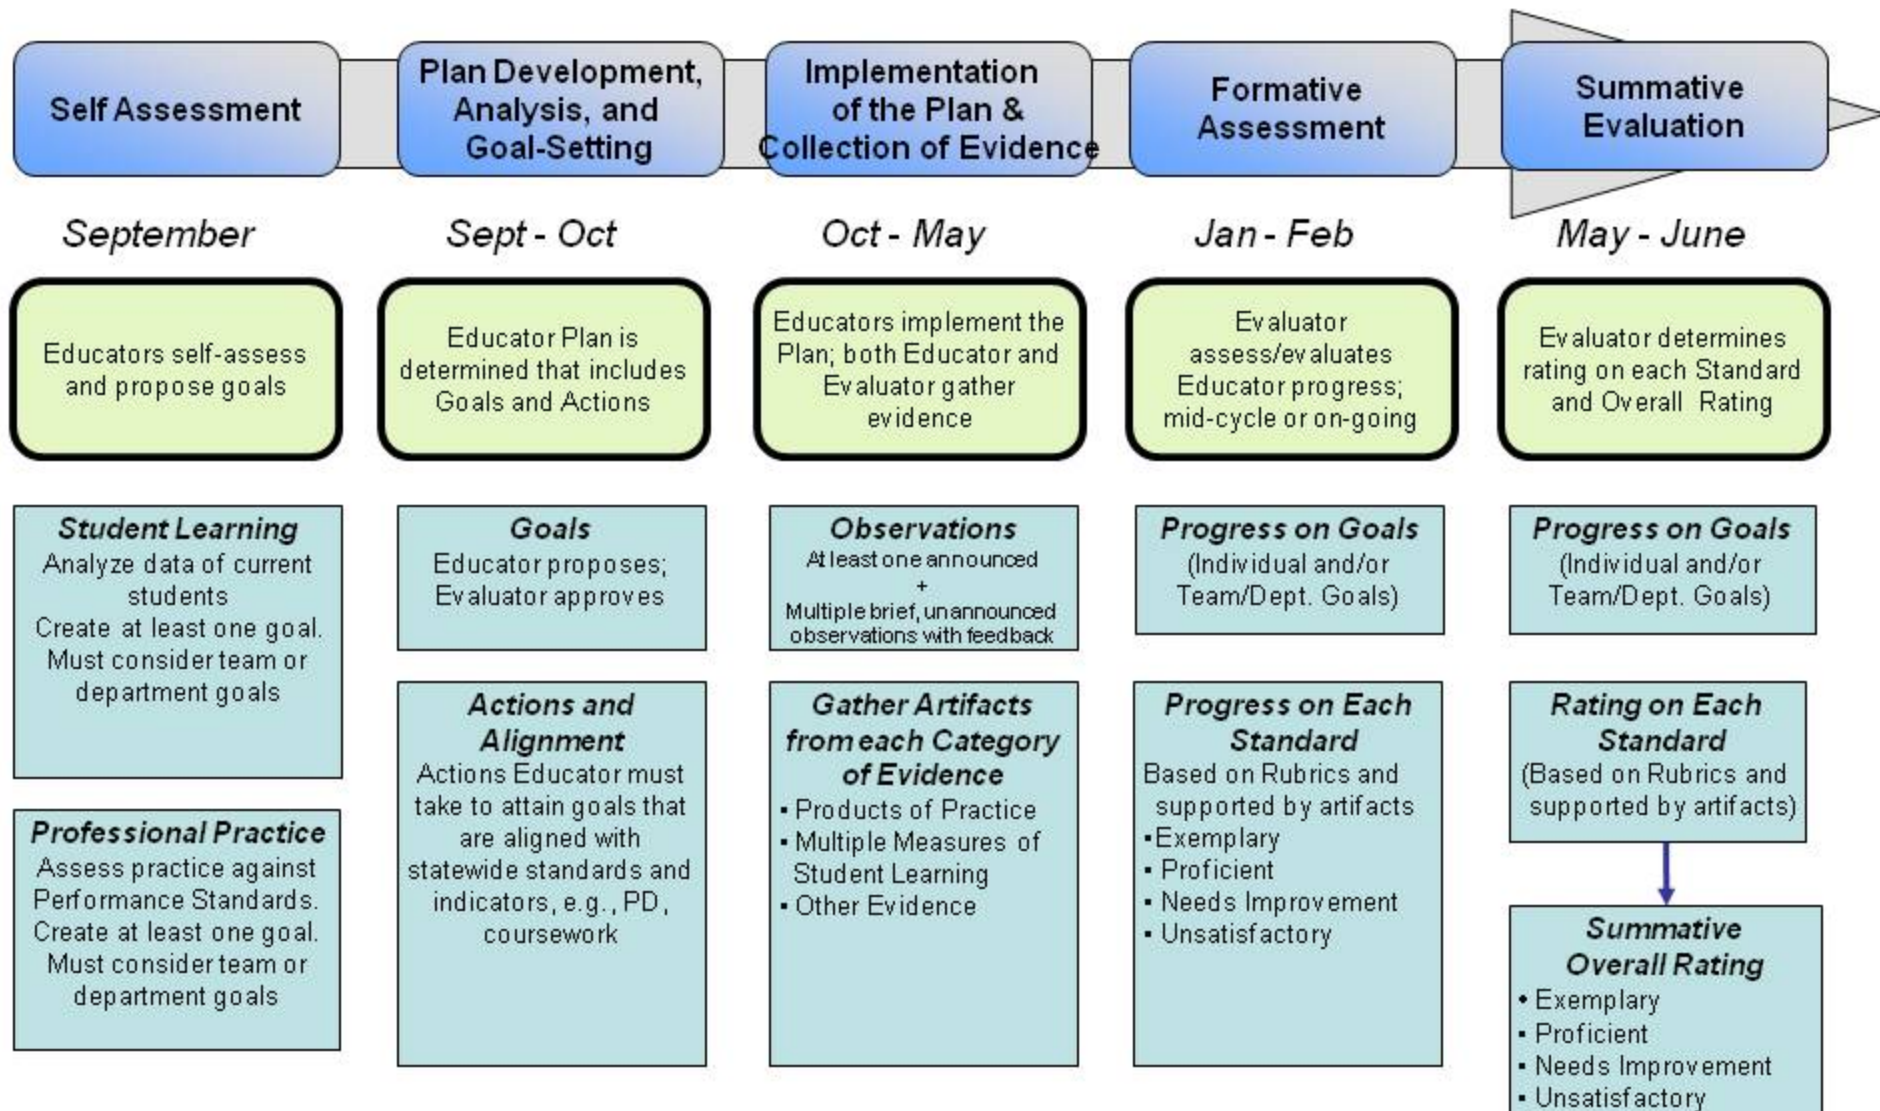 Self Assessment
Plan Development,
Analysis, and
Goal-Setting
Implementation
of the Plan &
Collection of Evidence
Formative
Assessment
Summative
Evaluation
September
Sept - Oct
Oct - May
Jan - Feb
May - June
Educators self-assess
and propose goals
Educator Plan is
determined that includes
Goals and Actions
Educators implement the
Plan; both Educator and
Evaluator gather
evidence
Evaluator
assess/evaluates
Educator progress;
mid-cycle or on-going
Evaluator determines
rating on each Standard
and Overall Rating
Student Learning
Analyze data of current
students
Create at least one goal.
Must consider team or
department goals
Professional Practice
Assess practice against
Performance Standards.
Create at least one goal.
Must consider team or
department goals
Goals
Educator proposes;
Evaluator approves
Actions and
Alignment
Actions Educator must
take to attain goals that
are aligned with
statewide standards and
indicators, e.g., PD,
coursework
Observations
At least one announced
+
Multiple brief, unannounced
observations with feedback
Gather Artifacts
from each Category
of Evidence
▪ Products of Practice
▪ Multiple Measures of
Student Learning
▪ Other Evidence
Progress on Goals
(Individual and/or
Team/Dept. Goals)
Progress on Each
Standard
Based on Rubrics and
supported by artifacts
▪Exemplary
▪ Proficient
▪ Needs Improvement
▪ Unsatisfactory
Progress on Goals
(Individual and/or
Team/Dept. Goals)
Rating on Each
Standard
(Based on Rubrics and
supported by artifacts)
Summative
Overall Rating
• Exemplary
▪ Proficient
▪ Needs Improvement
▪ Unsatisfactory